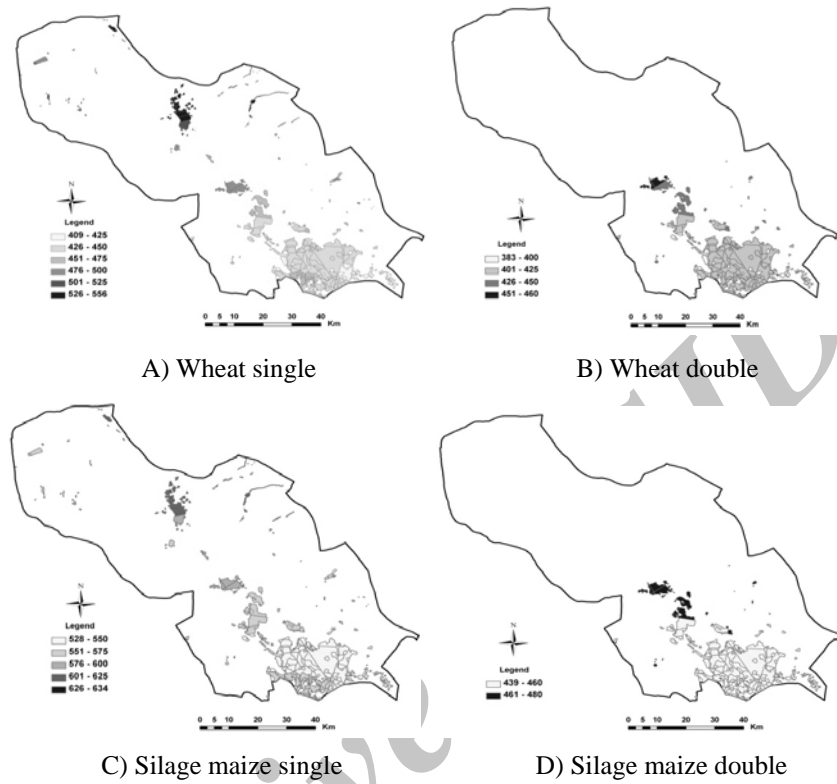 N
Legend
409 - 425
426 - 450
451 - 475
476 - 500
501 - 525
526 - 556
0 5 10 20 30 40
Km
A) Wheat single
N
Legend
383 - 400
401 - 425
426 - 450
451 - 460
0 5 10 20 30 40
Km
B) Wheat double
N
Legend
528 - 550
551 - 575
576 - 600
601 - 625
626 - 634
0 5 10 20 30 40
Km
C) Silage maize single
N
Legend
439 - 460
461 - 480
0 5 10 20 30 40
Km
D) Silage maize double